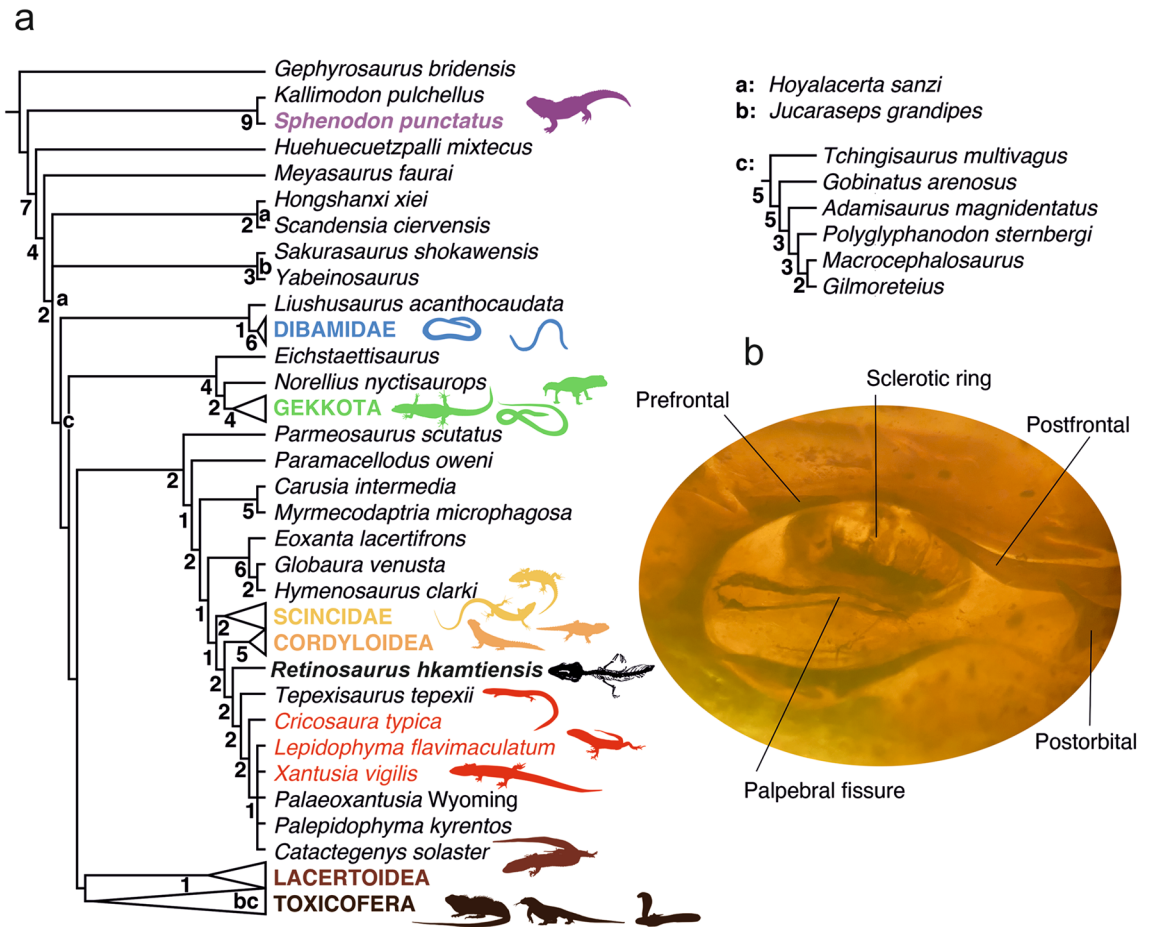 a
Gephyrosaurus bridensis
Kallimodon pulchellus
9
Sphenodon punctatus
Huehuecuetzpalli mixtecus
Meyasaurus faurai
7
Hongshanxi xiei
a
2
Scandensia ciervensis
4
Sakurasaurus shokawensis
b
3
Yabeinosaurus
a
2
Liushusaurus acanthocaudata
1
DIBAMIDAE
6
Eichstaettisaurus
4
Norellius nyctisaurops
2
GEKKOTA
4
c
Parmeosaurus scutatus
Paramacellodus oweni
2
Carusia intermedia
5
Myrmecodaptria microphagosa
1
Eoxanta lacertifrons
2
Globaura venusta
6
Hymenosaurus clarki
2
1
SCINCIDAE
2
CORDYLOIDEA
5
1
Retinosaurus hkamtiensis
2
Tepexisaurus tepexii
2
Cricosaura typica
2
Lepidophyma flavimaculatum
2
Xantusia vigilis
Palaeoxantusia Wyoming
1
Palepidophyma kyrentos
Catactegenys solaster
LACERTOIDEA
1
TOXICOFERA
bc
a: Hoyalacerta sanzi
b: Jucaraseps grandipes
c:
Tchingisaurus multivagus
5
Gobinatus arenosus
5
Adamisaurus magnidentatus
3
Polyglyphanodon sternbergi
3
Macrocephalosaurus
2
Gilmoreteius
b
Sclerotic ring
Prefrontal
Postfrontal
Postorbital
Palpebral fissure